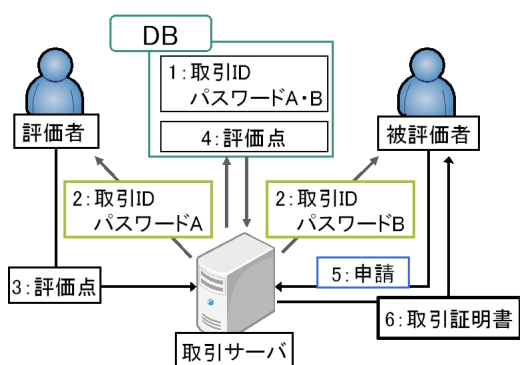 DB
1:取引ID
パスワードA・B
4:評価点
評価者
被評価者
2:取引ID
パスワードA
2:取引ID
パスワードB
3:評価点
5:申請
6:取引証明書
取引サーバ